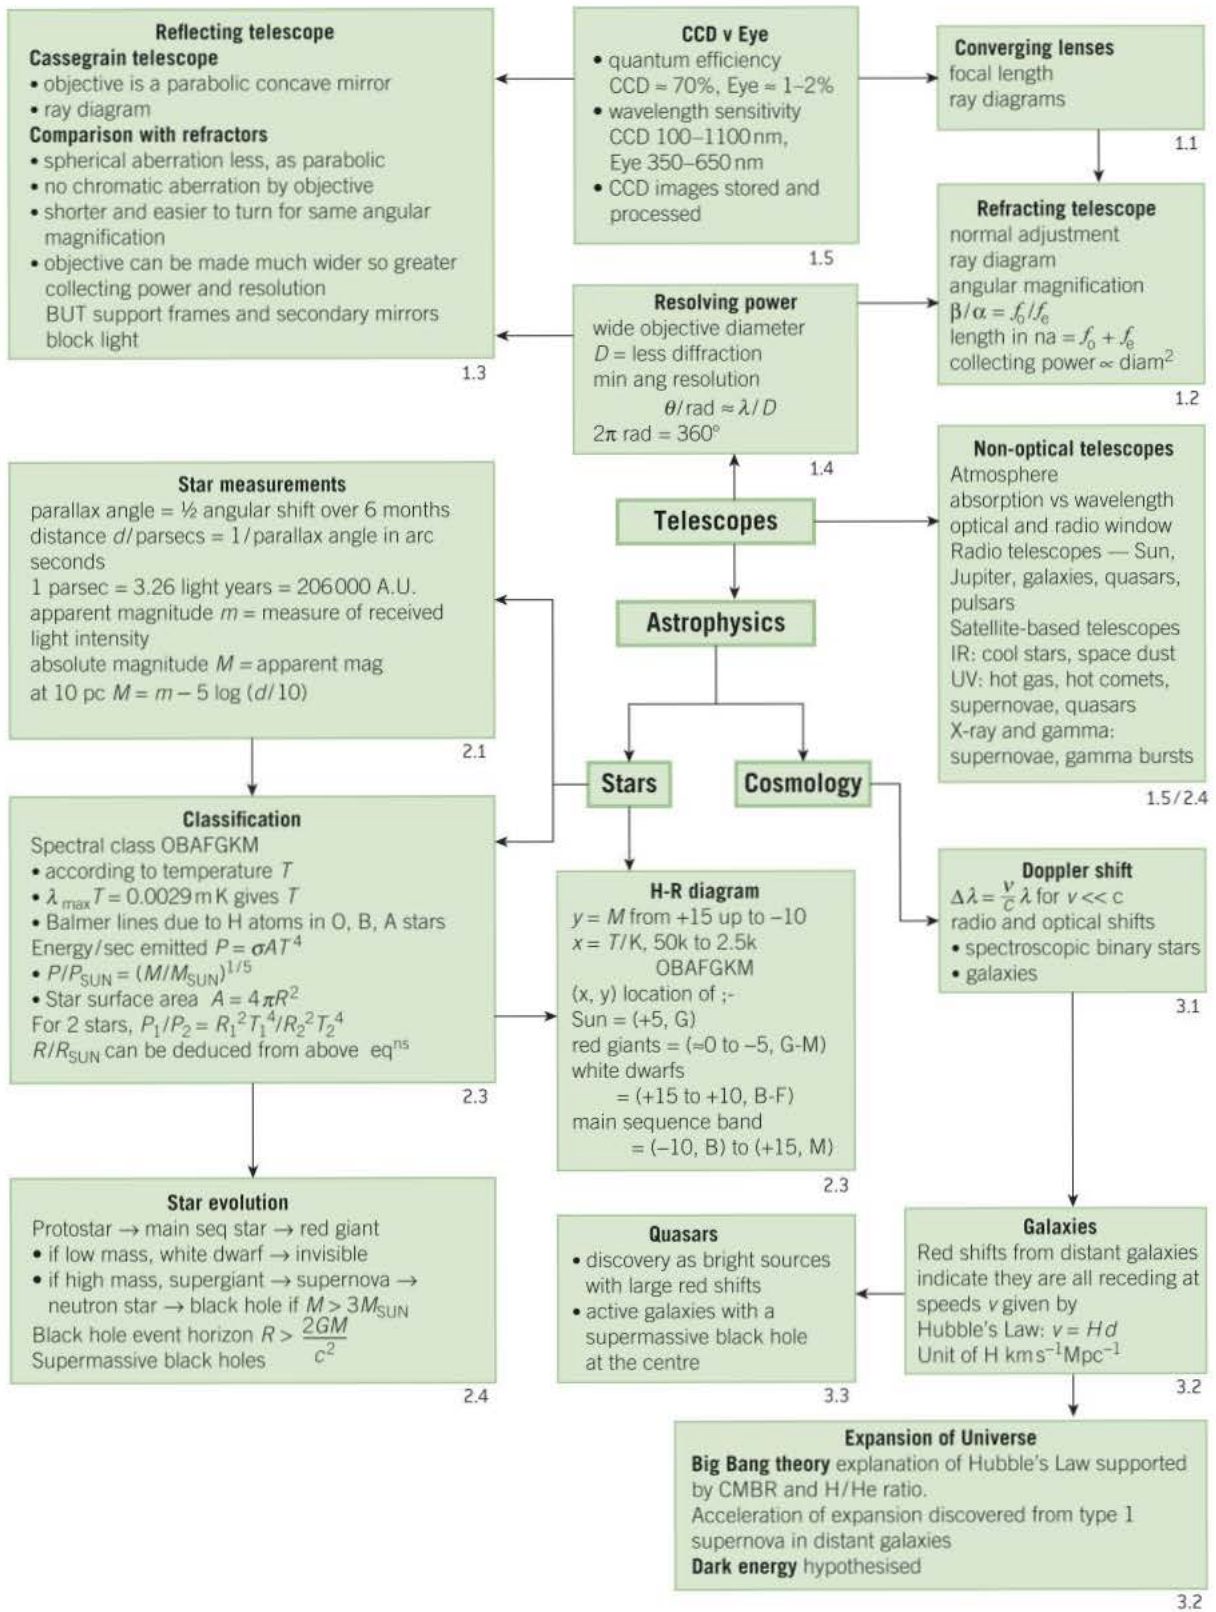 Reflecting telescope
Cassegrain telescope
• objective is a parabolic concave mirror
• ray diagram
Comparison with refractors
• spherical aberration less, as parabolic
• no chromatic aberration by objective
• shorter and easier to turn for same angular
magnification
• objective can be made much wider so greater
collecting power and resolution
BUT support frames and secondary mirrors
block light
1.3
CCD v Eye
• quantum efficiency
CCD ≈ 70%, Eye ≈ 1–2%
• wavelength sensitivity
CCD 100–1100 nm,
Eye 350–650 nm
• CCD images stored and
processed
1.5
Converging lenses
focal length
ray diagrams
1.1
Refracting telescope
normal adjustment
ray diagram
angular magnification
β/α = fo/fe
length in na = fo + fe
collecting power ∝ diam²
1.2
Resolving power
wide objective diameter
D = less diffraction
min ang resolution
θ/rad ≈ λ/D
2π rad = 360°
1.4
Non-optical telescopes
Atmosphere
absorption vs wavelength
optical and radio window
Radio telescopes — Sun,
Jupiter, galaxies, quasars,
pulsars
Satellite-based telescopes
IR: cool stars, space dust
UV: hot gas, hot comets,
supernovae, quasars
X-ray and gamma:
supernovae, gamma bursts
1.5/2.4
Telescopes
Astrophysics
Stars
Cosmology
Star measurements
parallax angle = ½ angular shift over 6 months
distance d/parsecs = 1/parallax angle in arc
seconds
1 parsec = 3.26 light years = 206000 A.U.
apparent magnitude m = measure of received
light intensity
absolute magnitude M = apparent mag
at 10 pc M = m − 5 log (d/10)
2.1
Classification
Spectral class OBAFGKM
• according to temperature T
• λmax T = 0.0029 m K gives T
• Balmer lines due to H atoms in O, B, A stars
Energy/sec emitted P = σAT⁴
• P/PSUN = (M/MSUN)^1/5
• Star surface area A = 4πR²
For 2 stars, P₁/P₂ = R₁²T₁⁴/R₂²T₂⁴
R/RSUN can be deduced from above eqⁿˢ
2.3
H-R diagram
y = M from +15 up to −10
x = T/K, 50k to 2.5k
OBAFGKM
(x, y) location of ;-
Sun = (+5, G)
red giants = (≈0 to −5, G-M)
white dwarfs
= (+15 to +10, B-F)
main sequence band
= (−10, B) to (+15, M)
2.3
Doppler shift
Δλ = v/c λ for v << c
radio and optical shifts
• spectroscopic binary stars
• galaxies
3.1
Star evolution
Protostar → main seq star → red giant
• if low mass, white dwarf → invisible
• if high mass, supergiant → supernova →
neutron star → black hole if M > 3MSUN
Black hole event horizon R > 2GM/c²
Supermassive black holes
2.4
Quasars
• discovery as bright sources
with large red shifts
• active galaxies with a
supermassive black hole
at the centre
3.3
Galaxies
Red shifts from distant galaxies
indicate they are all receding at
speeds v given by
Hubble's Law: v = Hd
Unit of H km s⁻¹Mpc⁻¹
3.2
Expansion of Universe
Big Bang theory explanation of Hubble's Law supported
by CMBR and H/He ratio.
Acceleration of expansion discovered from type 1
supernova in distant galaxies
Dark energy hypothesised
3.2